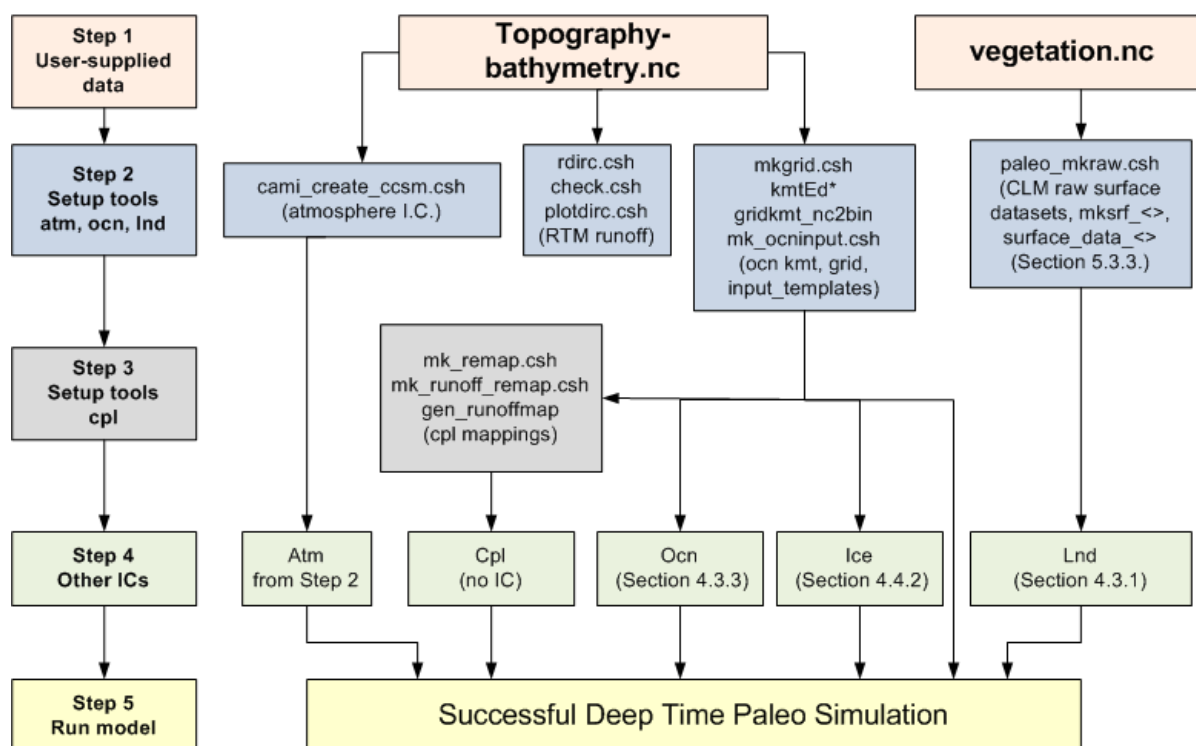 Step 1
User-supplied
data
Topography-
bathymetry.nc
vegetation.nc
Step 2
Setup tools
atm, ocn, lnd
cami_create_ccsm.csh
(atmosphere I.C.)
rdirc.csh
check.csh
plotdirc.csh
(RTM runoff)
mkgrid.csh
kmtEd*
gridkmt_nc2bin
mk_ocninput.csh
(ocn kmt, grid,
input_templates)
paleo_mkraw.csh
(CLM raw surface
datasets, mksrf_<>,
surface_data_<>
(Section 5.3.3.)
Step 3
Setup tools
cpl
mk_remap.csh
mk_runoff_remap.csh
gen_runoffmap
(cpl mappings)
Step 4
Other ICs
Atm
from Step 2
Cpl
(no IC)
Ocn
(Section 4.3.3)
Ice
(Section 4.4.2)
Lnd
(Section 4.3.1)
Step 5
Run model
Successful Deep Time Paleo Simulation